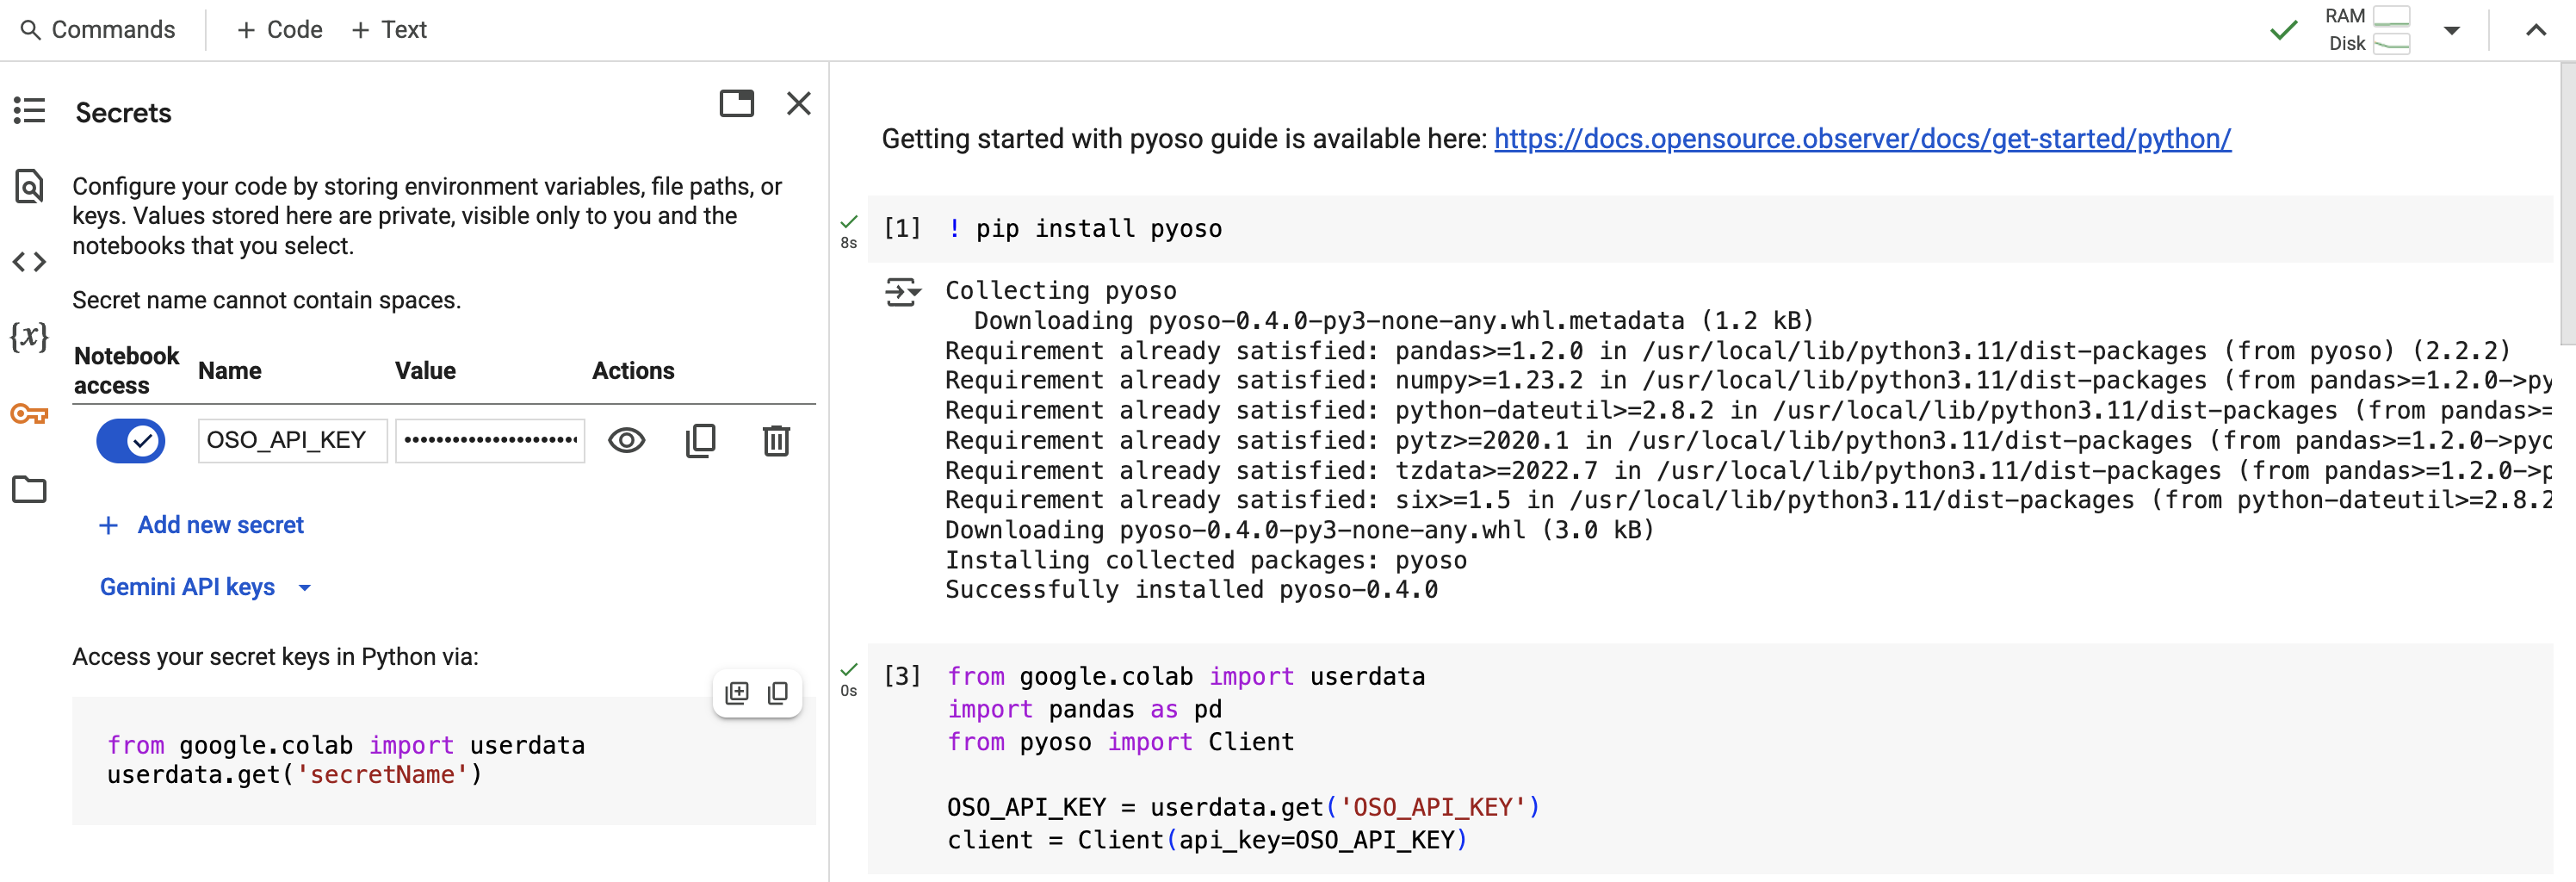 Commands
+ Code
+ Text
RAM
Disk
Secrets
Configure your code by storing environment variables, file paths, or
keys. Values stored here are private, visible only to you and the
notebooks that you select.
Secret name cannot contain spaces.
Notebook
access
Name
Value
Actions
OSO_API_KEY
••••••••••••••••••••••
+ Add new secret
Gemini API keys
Access your secret keys in Python via:
from google.colab import userdata
userdata.get('secretName')
Getting started with pyoso guide is available here: https://docs.opensource.observer/docs/get-started/python/
8s
[1] ! pip install pyoso
Collecting pyoso
  Downloading pyoso-0.4.0-py3-none-any.whl.metadata (1.2 kB)
Requirement already satisfied: pandas>=1.2.0 in /usr/local/lib/python3.11/dist-packages (from pyoso) (2.2.2)
Requirement already satisfied: numpy>=1.23.2 in /usr/local/lib/python3.11/dist-packages (from pandas>=1.2.0->py
Requirement already satisfied: python-dateutil>=2.8.2 in /usr/local/lib/python3.11/dist-packages (from pandas>=
Requirement already satisfied: pytz>=2020.1 in /usr/local/lib/python3.11/dist-packages (from pandas>=1.2.0->pyo
Requirement already satisfied: tzdata>=2022.7 in /usr/local/lib/python3.11/dist-packages (from pandas>=1.2.0->p
Requirement already satisfied: six>=1.5 in /usr/local/lib/python3.11/dist-packages (from python-dateutil>=2.8.2
Downloading pyoso-0.4.0-py3-none-any.whl (3.0 kB)
Installing collected packages: pyoso
Successfully installed pyoso-0.4.0
0s
[3] from google.colab import userdata
import pandas as pd
from pyoso import Client
OSO_API_KEY = userdata.get('OSO_API_KEY')
client = Client(api_key=OSO_API_KEY)